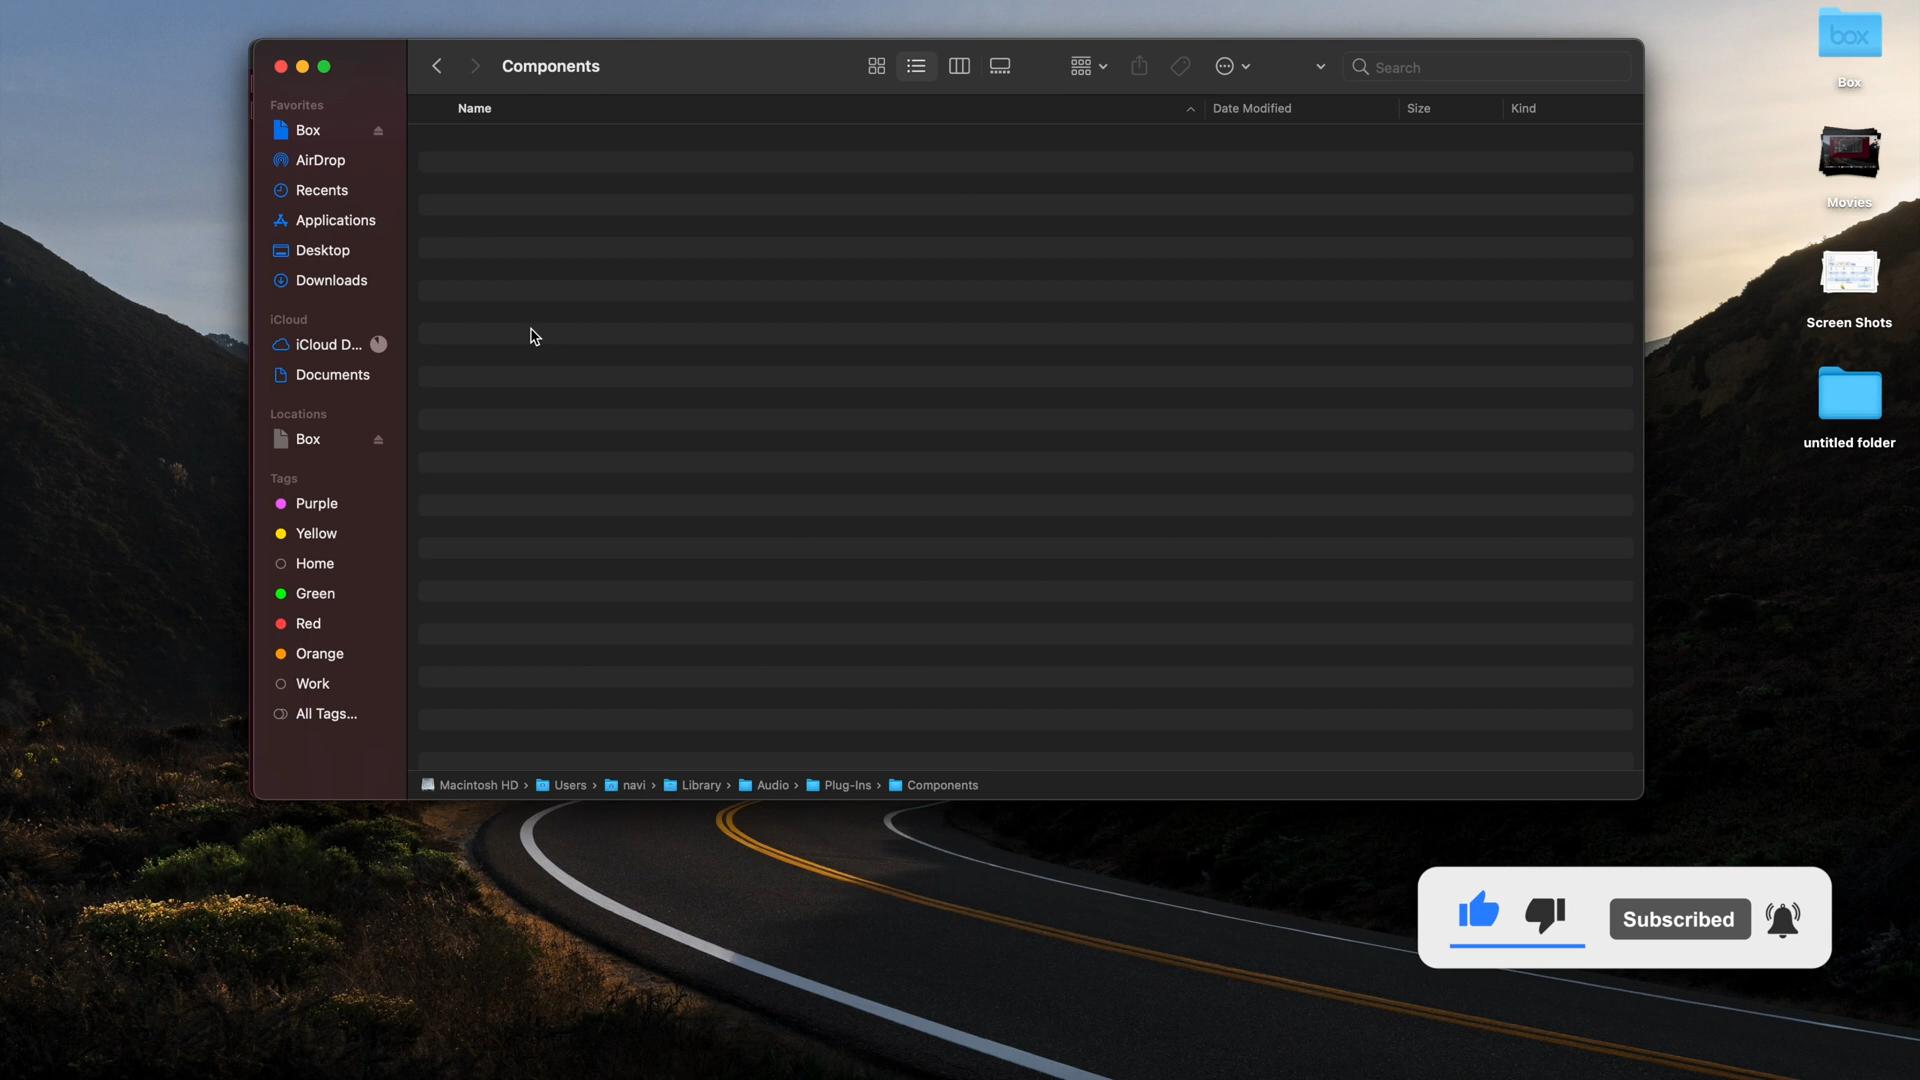 Components
Search
Name
Date Modified
Size
Kind
Favorites
Box
AirDrop
Recents
Applications
Desktop
Downloads
iCloud
iCloud D...
Documents
Locations
Box
Tags
Purple
Yellow
Home
Green
Red
Orange
Work
All Tags...
Macintosh HD › Users › navi › Library › Audio › Plug-Ins › Components
box
Box
Movies
Screen Shots
untitled folder
Subscribed